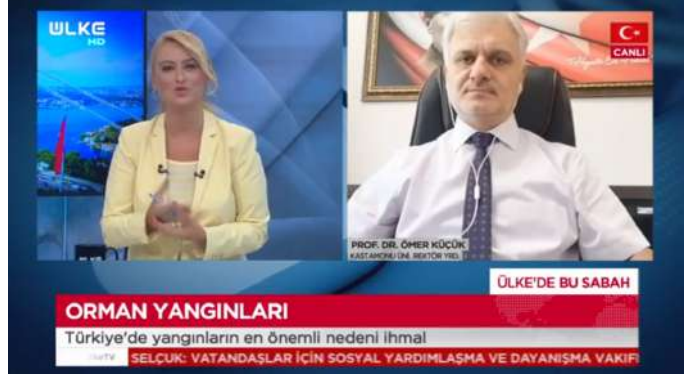 ULKE
HD
CANLI
PROF. DR. ÖMER KÜÇÜK
KASTAMONU ÜNİ. REKTÖR YRD.
ÜLKE'DE BU SABAH
ORMAN YANGINLARI
Türkiye'de yangınların en önemli nedeni ihmal
SELÇUK: VATANDAŞLAR İÇİN SOSYAL YARDIMLAŞMA VE DAYANIŞMA VAKIF